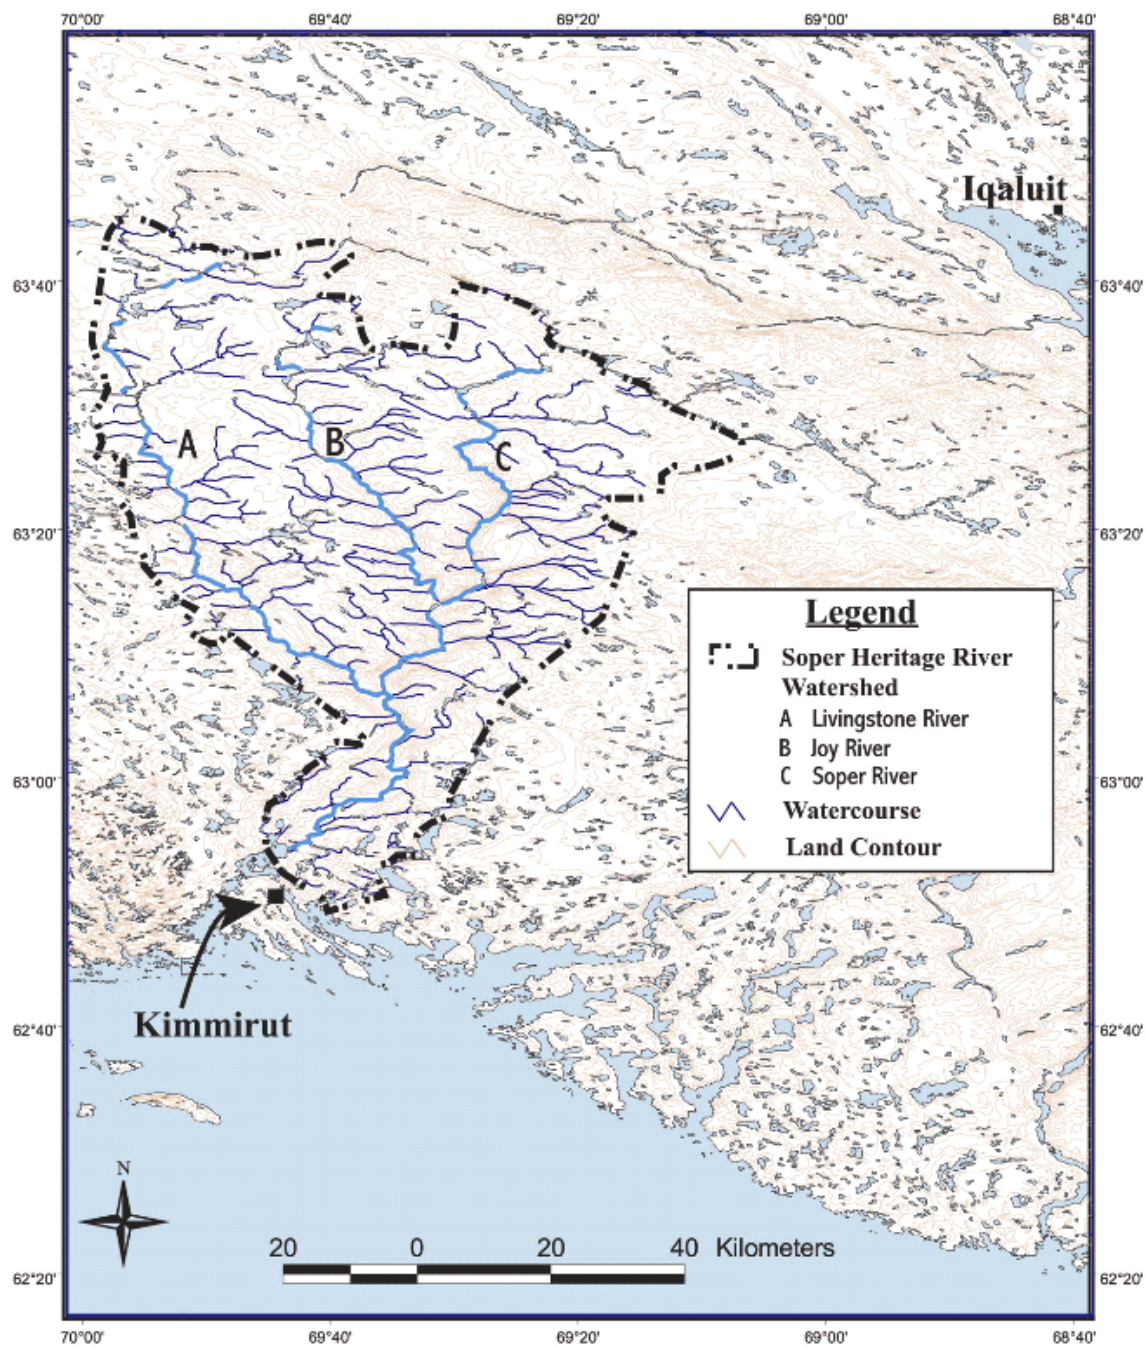 70°00' 69°40' 69°20' 69°00' 68°40'
Iqaluit
63°40' 63°40'
A B C
63°20' 63°20'
Legend
Soper Heritage River
Watershed
A Livingstone River
B Joy River
C Soper River
63°00' 63°00'
Watercourse
Land Contour
Kimmirut
62°40' 62°40'
N
20 0 20 40 Kilometers
62°20' 62°20'
70°00' 69°40' 69°20' 69°00' 68°40'